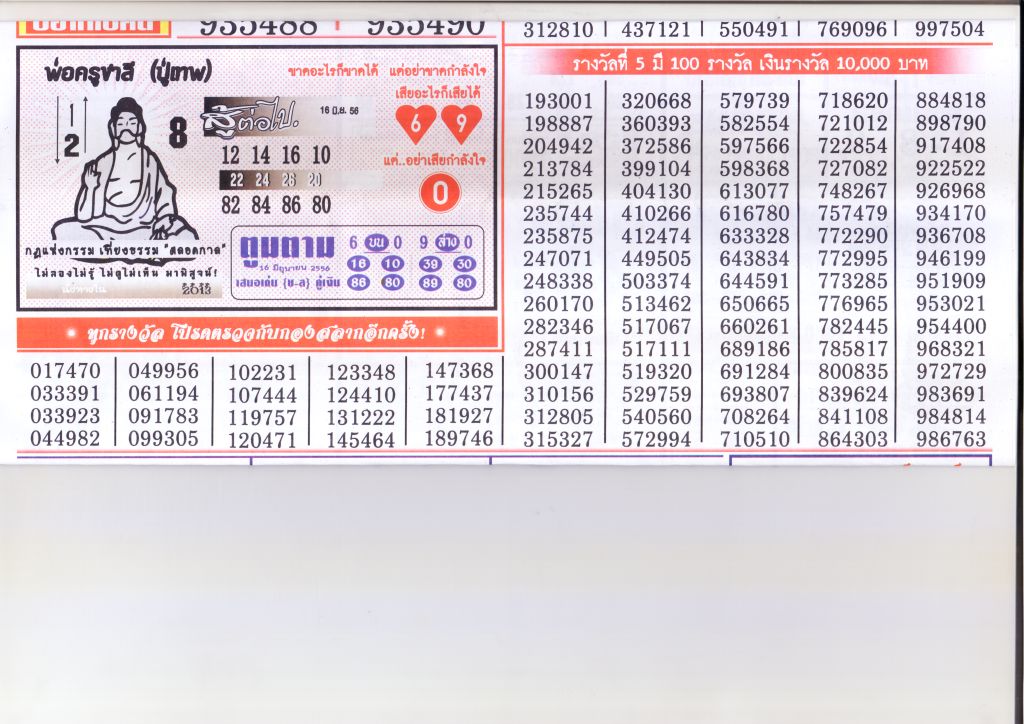 935488 935490
พ่อครูชาลี (ปู่เทพ)
ขาดอะไรก็ขาดได้ แต่อย่าขาดกำลังใจ
เสียอะไรก็เสียได้
1
2
8
สู่ต่อไป.
16 มิ.ย. 56
6 9
12 14 16 10
แต่..อย่าเสียกำลังใจ
22 24 26 20
0
82 84 86 80
กฎแห่งกรรม เที่ยงธรรม "ตลอดกาล"
ไม่ลองไม่รู้ ไม่ดูไม่เห็น มาพิสูจน์!
2013
ตูมตาม
16 มิถุนายน 2556
เสมอเด่น (บ-ล) คู่เน้น
6 บน 0 9 ล่าง 0
16 10 39 30
86 80 89 80
ทุกรางวัล โปรดตรวจกับกองสลากอีกครั้ง!
017470 049956 102231 123348 147368
033391 061194 107444 124410 177437
033923 091783 119757 131222 181927
044982 099305 120471 145464 189746
312810 437121 550491 769096 997504
รางวัลที่ 5 มี 100 รางวัล เงินรางวัล 10,000 บาท
193001 320668 579739 718620 884818
198887 360393 582554 721012 898790
204942 372586 597566 722854 917408
213784 399104 598368 727082 922522
215265 404130 613077 748267 926968
235744 410266 616780 757479 934170
235875 412474 633328 772290 936708
247071 449505 643834 772995 946199
248338 503374 644591 773285 951909
260170 513462 650665 776965 953021
282346 517067 660261 782445 954400
287411 517111 689186 785817 968321
300147 519320 691284 800835 972729
310156 529759 693807 839624 983691
312805 540560 708264 841108 984814
315327 572994 710510 864303 986763